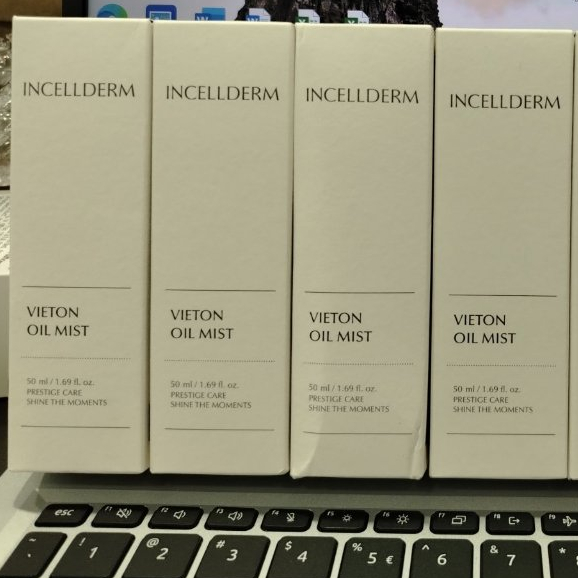 INCELLDERM
VIETON
OIL MIST
50 ml / 1.69 fl. oz.
PRESTIGE CARE
SHINE THE MOMENTS
INCELLDERM
VIETON
OIL MIST
50 ml / 1.69 fl. oz.
PRESTIGE CARE
SHINE THE MOMENTS
INCELLDERM
VIETON
OIL MIST
50 ml / 1.69 fl. oz.
PRESTIGE CARE
SHINE THE MOMENTS
INCELLDERM
VIETON
OIL MIST
50 ml / 1.69 fl. oz.
PRESTIGE CARE
SHINE THE MOMENTS
esc F1 F2 F3 F4 F5 F6 F7 F8 F9
~ ! @ # $ % ^ & *
1 2 3 4 5 € 6 7